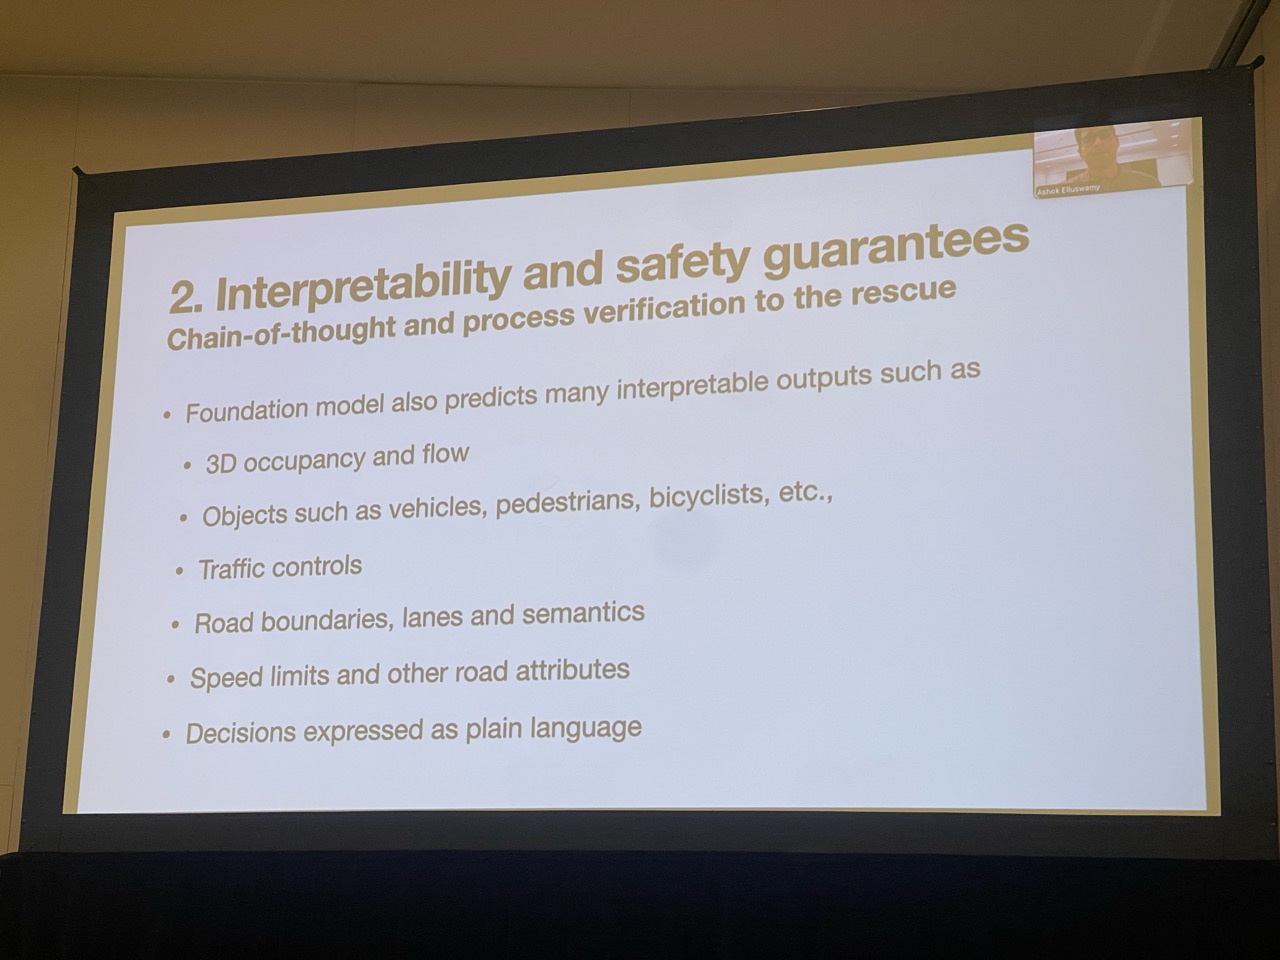 Ashok Elluswamy
2. Interpretability and safety guarantees
Chain-of-thought and process verification to the rescue
• Foundation model also predicts many interpretable outputs such as
• 3D occupancy and flow
• Objects such as vehicles, pedestrians, bicyclists, etc.,
• Traffic controls
• Road boundaries, lanes and semantics
• Speed limits and other road attributes
• Decisions expressed as plain language